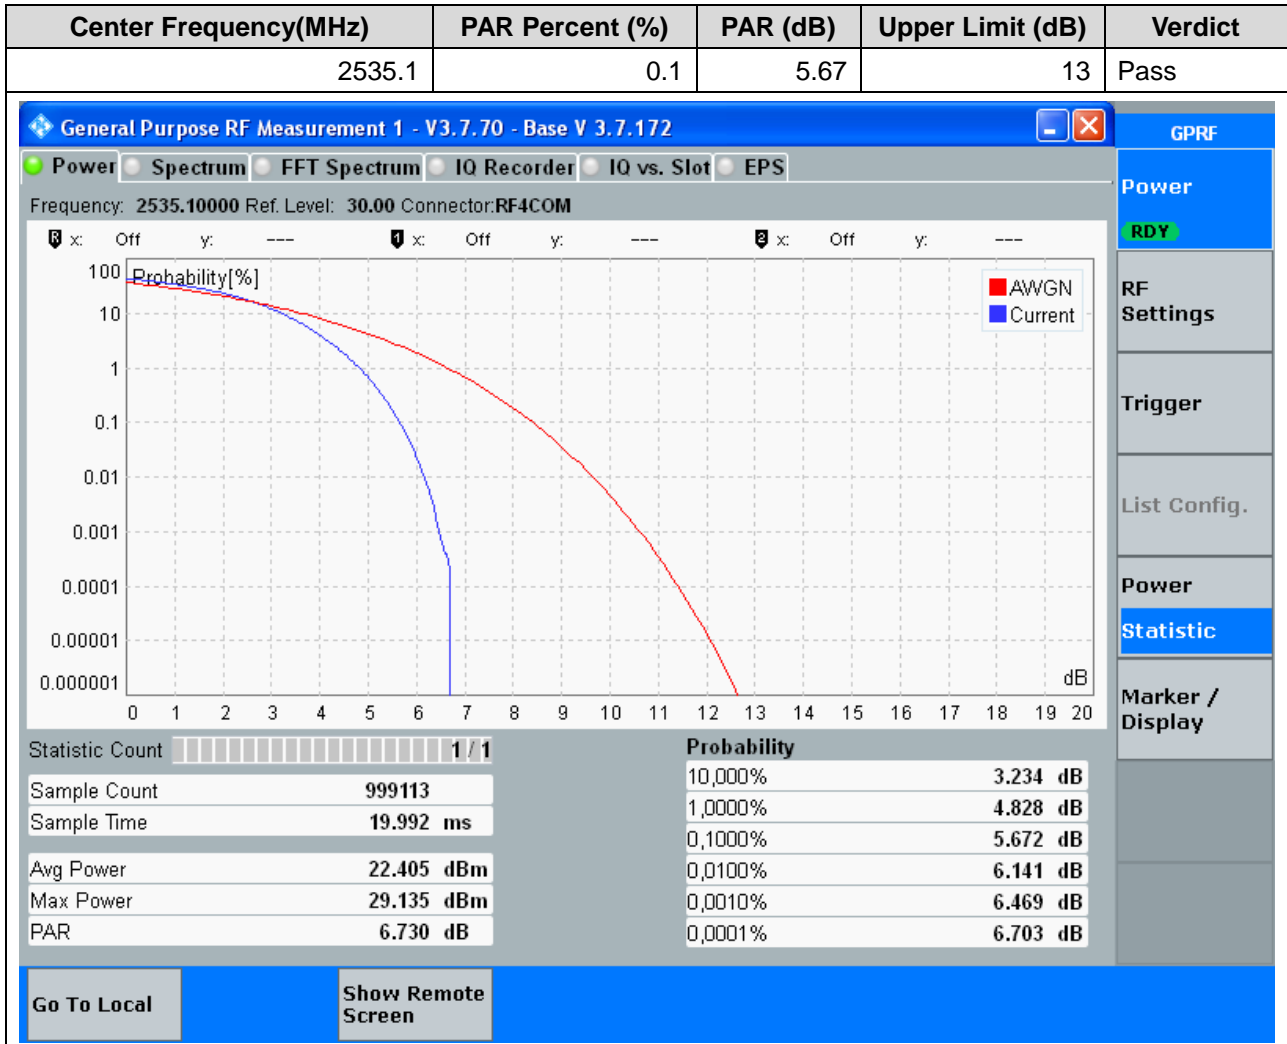 Center Frequency(MHz) PAR Percent (%) PAR (dB) Upper Limit (dB) Verdict
2535.1 0.1 5.67 13 Pass
General Purpose RF Measurement 1 - V3.7.70 - Base V 3.7.172
GPRF
Power Spectrum FFT Spectrum IQ Recorder IQ vs. Slot EPS
Frequency: 2535.10000 Ref. Level: 30.00 Connector:RF4COM
R x: Off y: --- 1 x: Off y: --- 2 x: Off y: ---
Probability[%]
AWGN
Current
100
10
1
0.1
0.01
0.001
0.0001
0.00001
0.000001
dB
0 1 2 3 4 5 6 7 8 9 10 11 12 13 14 15 16 17 18 19 20
Statistic Count 1 / 1
Sample Count 999113
Sample Time 19.992 ms
Avg Power 22.405 dBm
Max Power 29.135 dBm
PAR 6.730 dB
Probability
10,000% 3.234 dB
1,0000% 4.828 dB
0,1000% 5.672 dB
0,0100% 6.141 dB
0,0010% 6.469 dB
0,0001% 6.703 dB
Power
RDY
RF
Settings
Trigger
List Config.
Power
Statistic
Marker /
Display
Go To Local
Show Remote
Screen